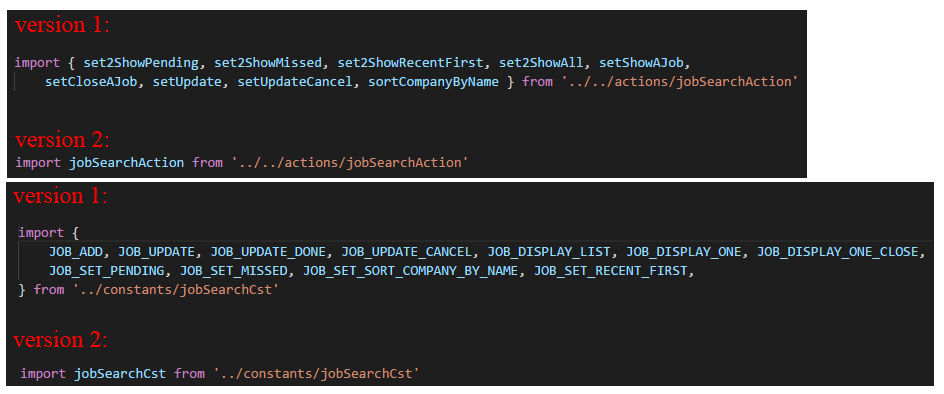 version 1:
import { set2ShowPending, set2ShowMissed, set2ShowRecentFirst, set2ShowAll, setShowAJob,
setCloseAJob, setUpdate, setUpdateCancel, sortCompanyByName } from '../../actions/jobSearchAction'
version 2:
import jobSearchAction from '../../actions/jobSearchAction'
version 1:
import {
JOB_ADD, JOB_UPDATE, JOB_UPDATE_DONE, JOB_UPDATE_CANCEL, JOB_DISPLAY_LIST, JOB_DISPLAY_ONE, JOB_DISPLAY_ONE_CLOSE,
JOB_SET_PENDING, JOB_SET_MISSED, JOB_SET_SORT_COMPANY_BY_NAME, JOB_SET_RECENT_FIRST,
} from '../constants/jobSearchCst'
version 2:
import jobSearchCst from '../constants/jobSearchCst'